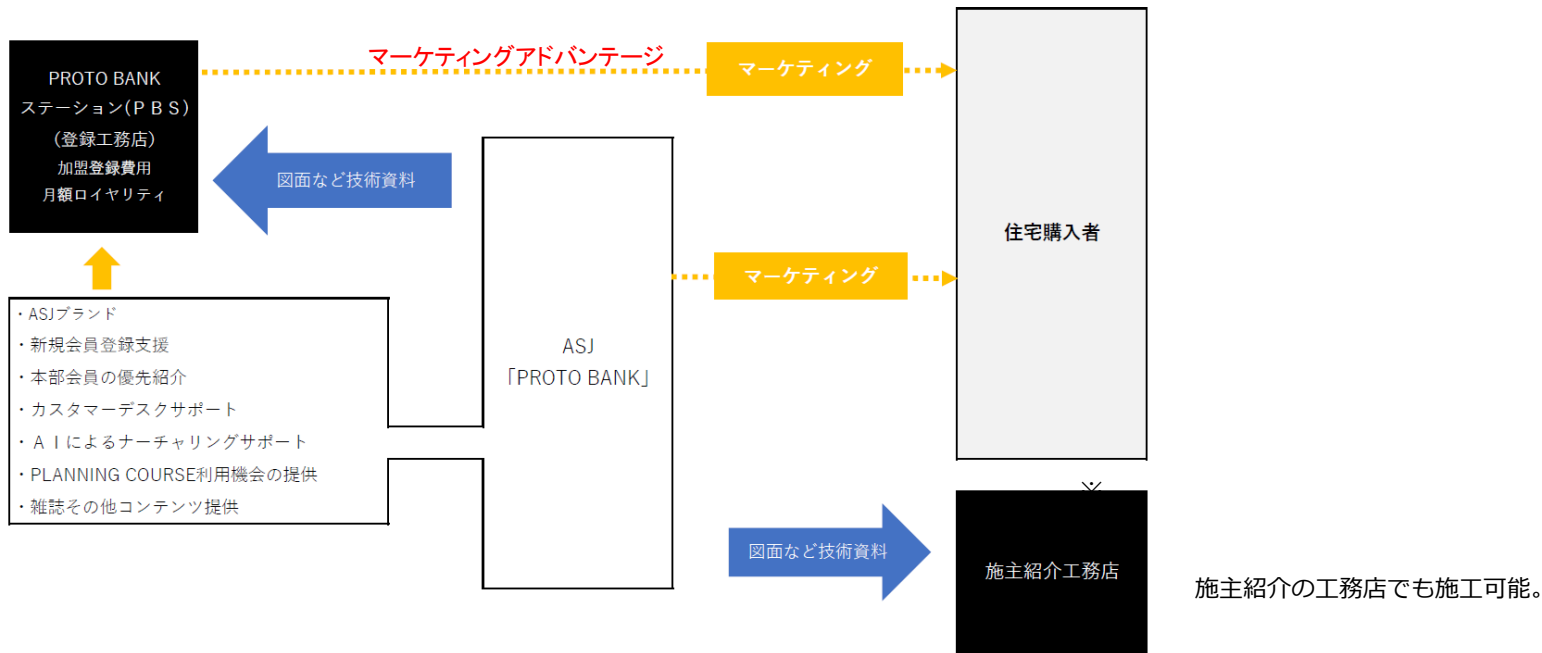 マーケティングアドバンテージ
マーケティング
PROTO BANK
ステーション(ＰＢＳ)
(登録工務店)
加盟登録費用
月額ロイヤリティ
図面など技術資料
住宅購入者
マーケティング
・ASJブランド
・新規会員登録支援
・本部会員の優先紹介
・カスタマーデスクサポート
・ＡＩによるナーチャリングサポート
・PLANNING COURSE利用機会の提供
・雑誌その他コンテンツ提供
ASJ
「PROTO BANK」
※
図面など技術資料
施主紹介工務店
施主紹介の工務店でも施工可能。